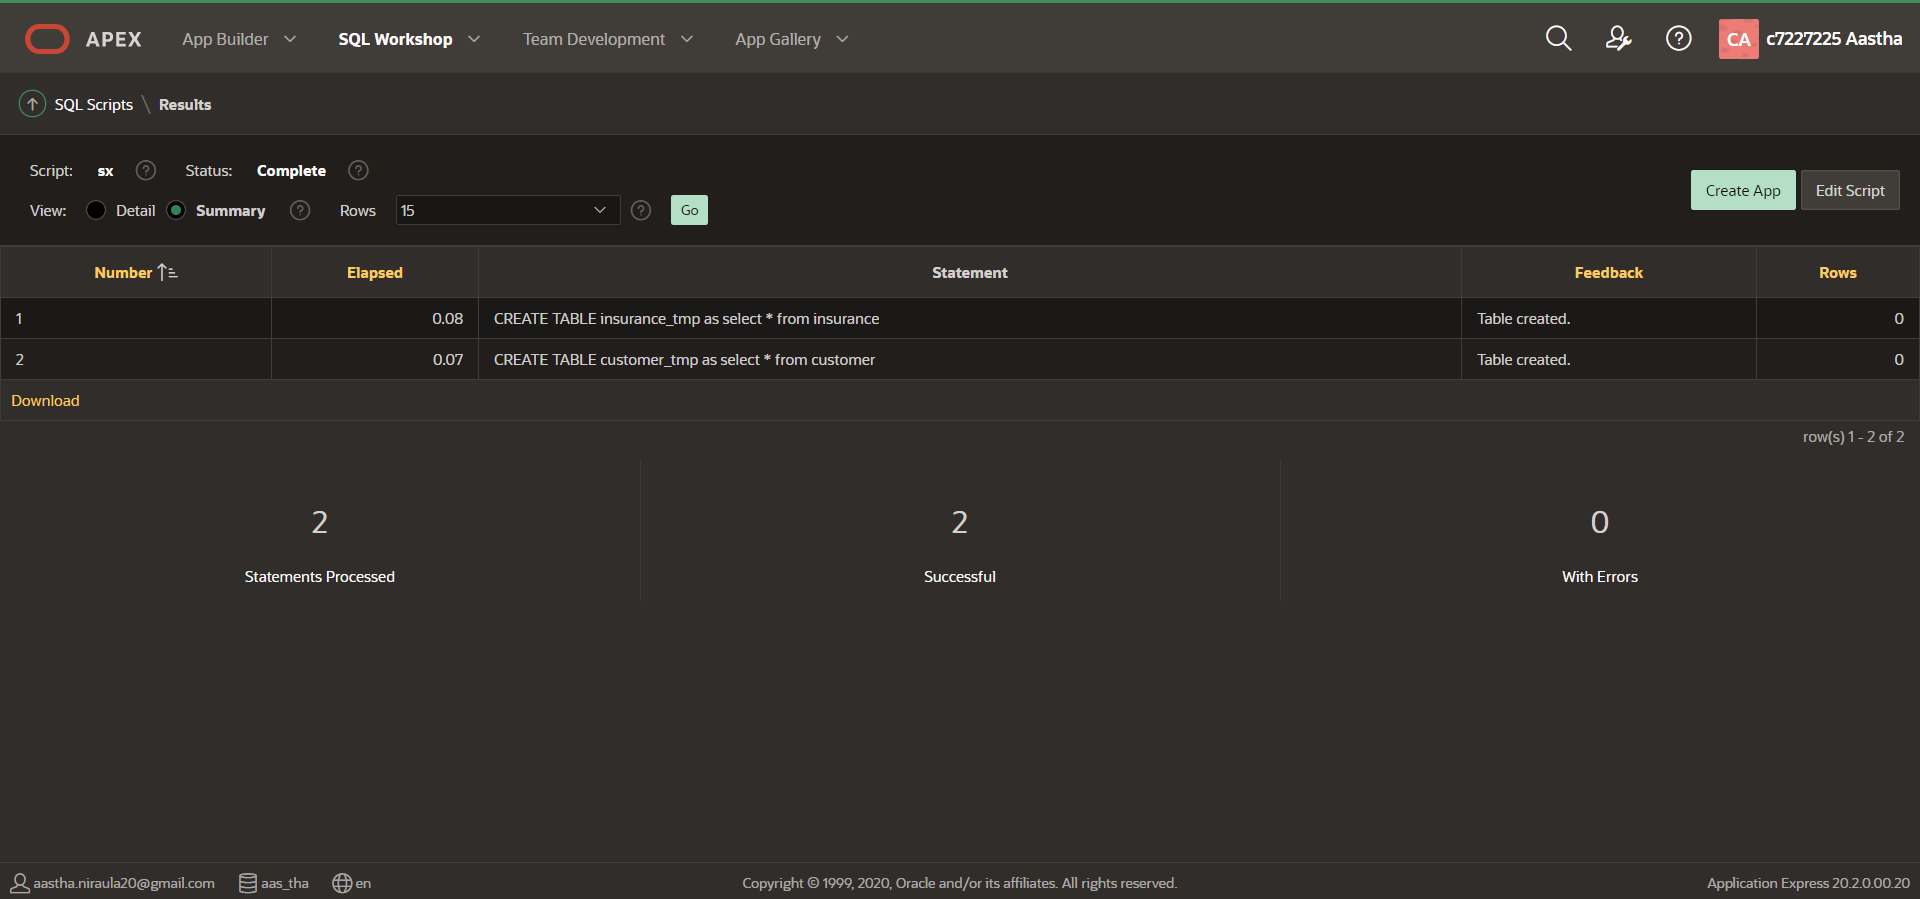 APEX App Builder SQL Workshop Team Development App Gallery CA c7227225 Aastha
SQL Scripts \ Results
Script: sx ? Status: Complete ?
View: Detail Summary ? Rows 15 ? Go Create App Edit Script
Number Elapsed Statement Feedback Rows
1 0.08 CREATE TABLE insurance_tmp as select * from insurance Table created. 0
2 0.07 CREATE TABLE customer_tmp as select * from customer Table created. 0
Download
row(s) 1 - 2 of 2
2 2 0
Statements Processed Successful With Errors
aastha.niraula20@gmail.com aas_tha en Copyright © 1999, 2020, Oracle and/or its affiliates. All rights reserved. Application Express 20.2.0.00.20